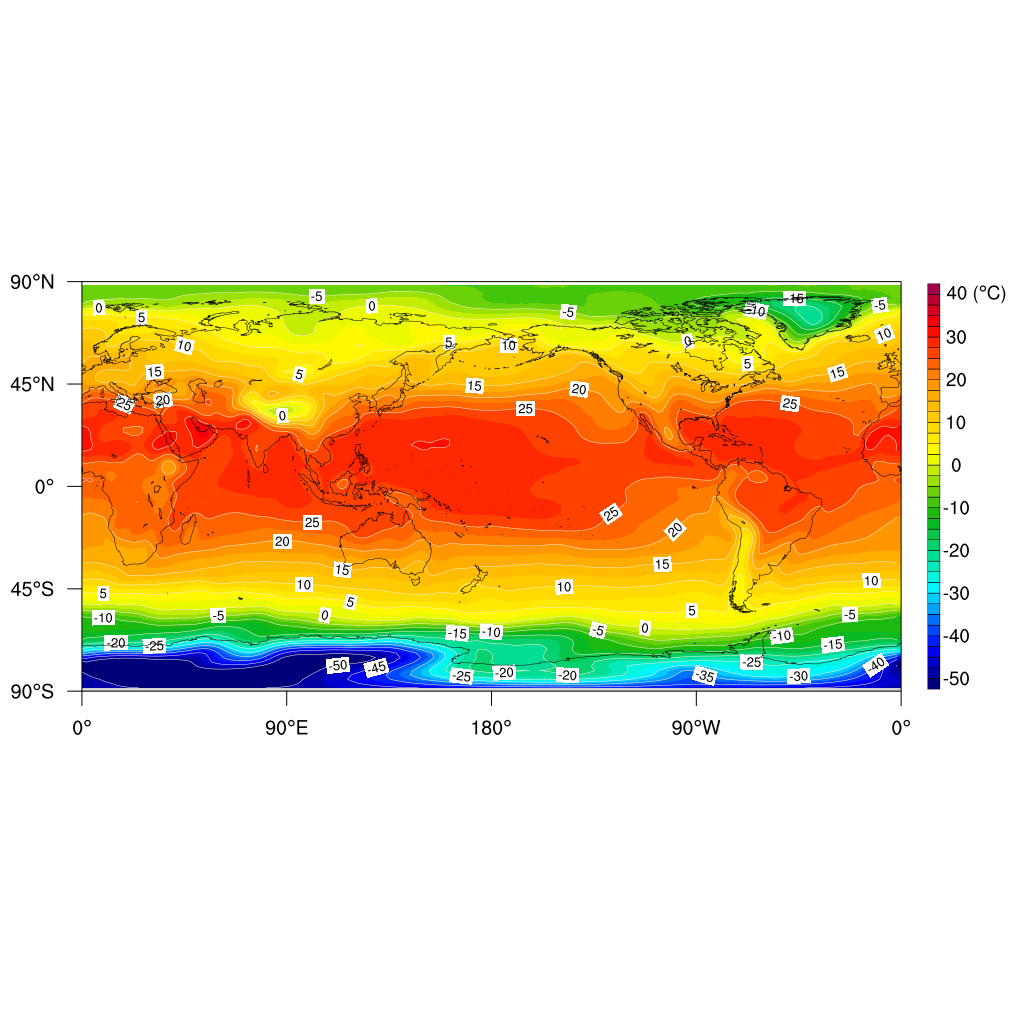 90°N
40 (°C)
-5 -15 -5
0 0 -10
5 -5 10
30
10 5 10 0
15 5 5 15
20
45°N
15 20
25 20 25 25
0
10
0
0°
-10
25 25
20 20
-20
15 15
10 10 10
-30
45°S
5 5 5
-10 -5 0 -5
-15 -10 -5 0 -10
-40
-20 -25 -15
-50 -45 -25 -40
-25 -20 -20 -35 -30
-50
90°S
0° 90°E 180° 90°W 0°